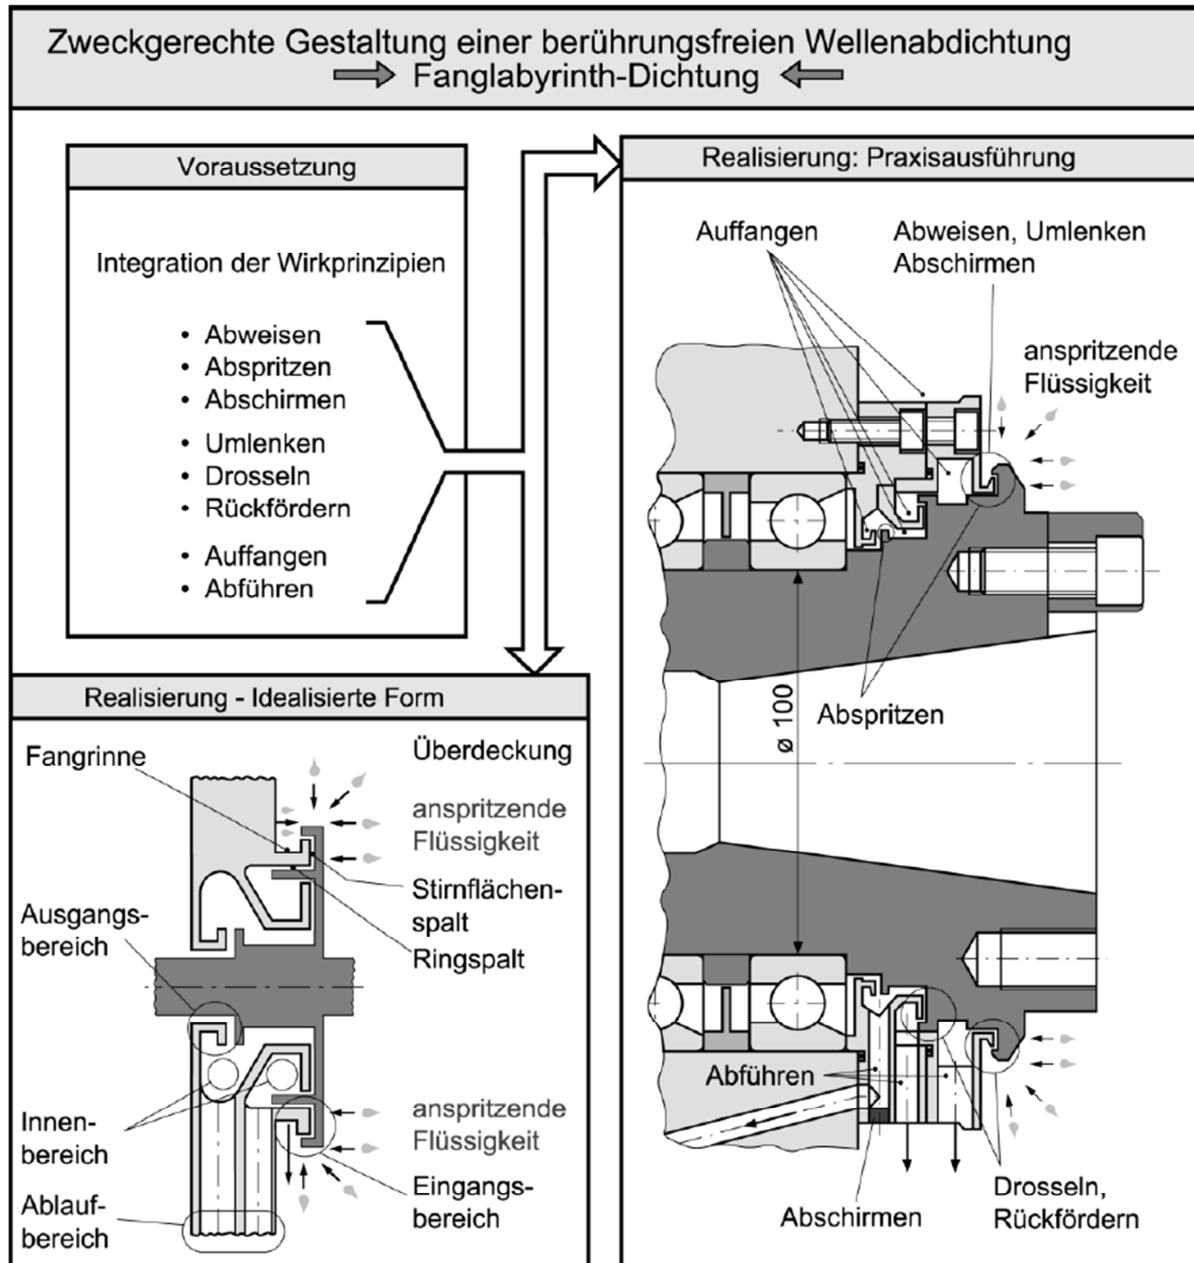 Zweckgerechte Gestaltung einer berührungsfreien Wellenabdichtung
Fanglabyrinth-Dichtung
Voraussetzung
Integration der Wirkprinzipien
• Abweisen
• Abspritzen
• Abschirmen
• Umlenken
• Drosseln
• Rückfördern
• Auffangen
• Abführen
Realisierung: Praxisausführung
Auffangen
Abweisen, Umlenken
Abschirmen
anspritzende
Flüssigkeit
ø 100
Abspritzen
Abführen
Abschirmen
Drosseln,
Rückfördern
Realisierung - Idealisierte Form
Fangrinne
Überdeckung
anspritzende
Flüssigkeit
Stirnflächen-
spalt
Ringspalt
Ausgangs-
bereich
Innen-
bereich
Ablauf-
bereich
anspritzende
Flüssigkeit
Eingangs-
bereich